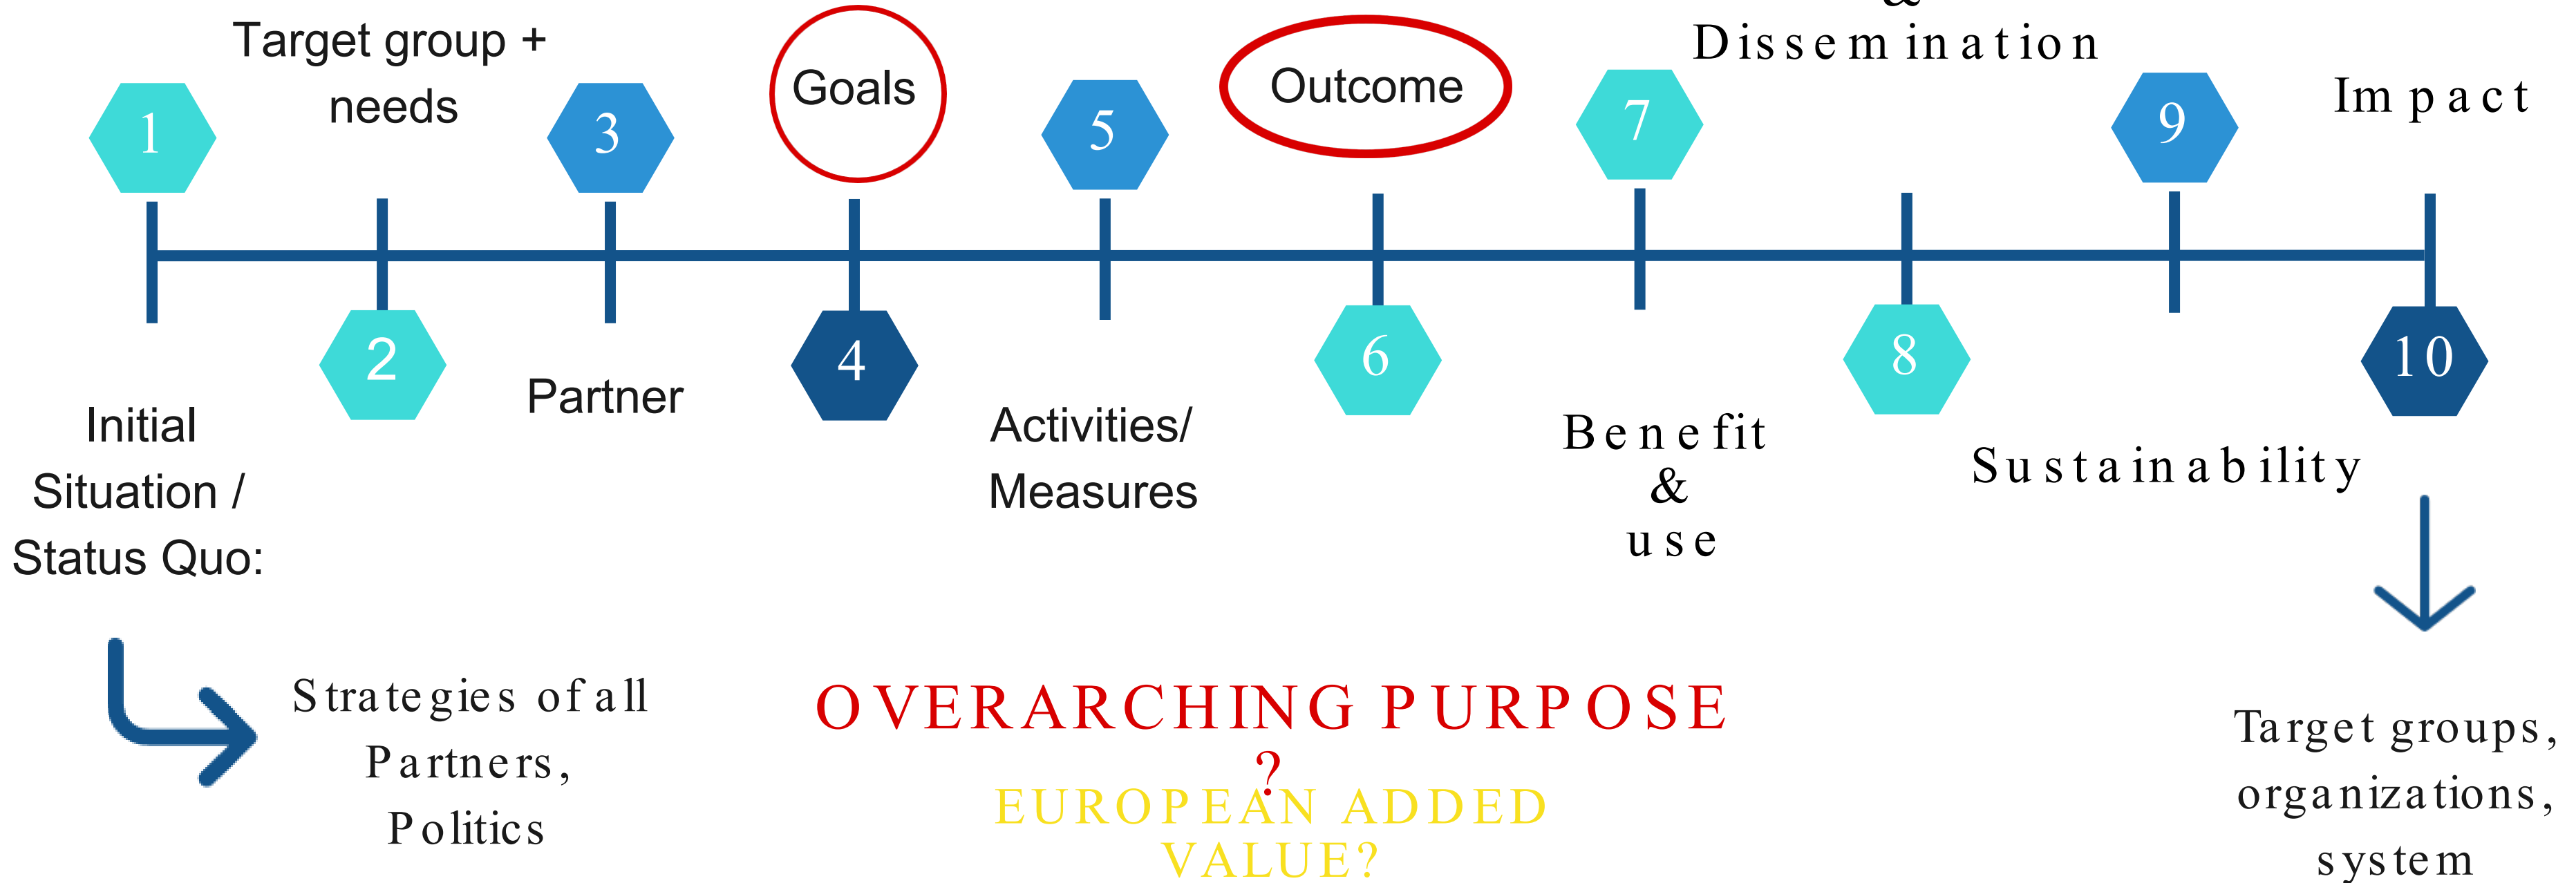 &
Dissemination
Target group +
needs
Goals
Outcome
Impact
1
3
5
7
9
2
4
6
8
10
Initial
Situation /
Status Quo:
Partner
Activities/
Measures
Benefit
&
use
Sustainability
Strategies of all
Partners,
Politics
OVERARCHING PURPOSE
?
EUROPEAN ADDED
VALUE?
Target groups,
organizations,
system